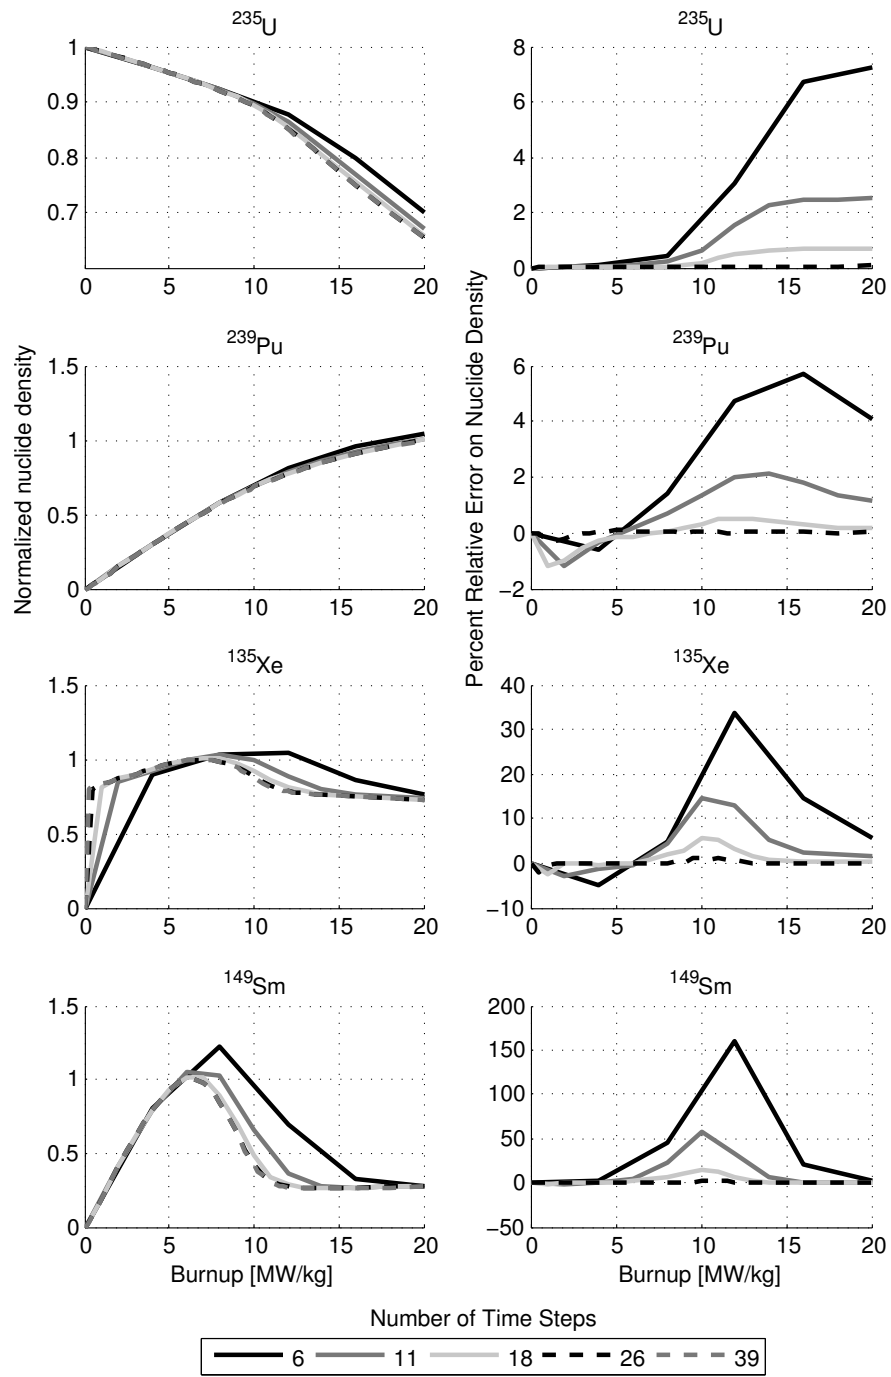 ²³⁵U
1
0.9
0.8
0.7
0 5 10 15 20
²³⁵U
8
6
4
2
0
0 5 10 15 20
²³⁹Pu
1.5
1
0.5
0
0 5 10 15 20
²³⁹Pu
6
4
2
0
−2
0 5 10 15 20
Normalized nuclide density
Percent Relative Error on Nuclide Density
¹³⁵Xe
1.5
1
0.5
0
0 5 10 15 20
¹³⁵Xe
40
30
20
10
0
−10
0 5 10 15 20
¹⁴⁹Sm
1.5
1
0.5
0
0 5 10 15 20
Burnup [MW/kg]
¹⁴⁹Sm
200
150
100
50
0
−50
0 5 10 15 20
Burnup [MW/kg]
Number of Time Steps
6 11 18 26 39